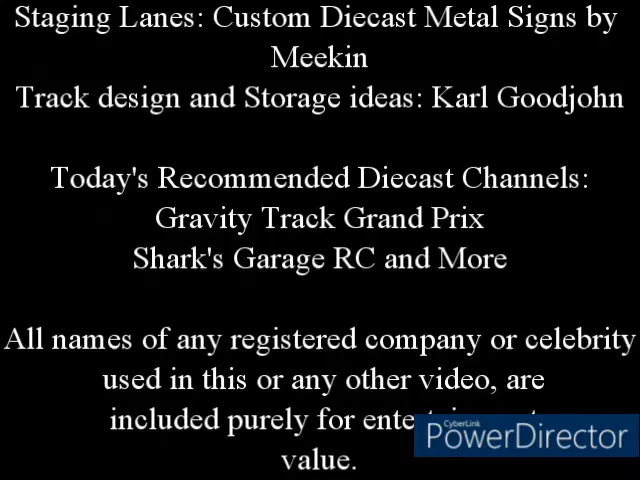 Staging Lanes: Custom Diecast Metal Signs by
Meekin
Track design and Storage ideas: Karl Goodjohn
Today's Recommended Diecast Channels:
Gravity Track Grand Prix
Shark's Garage RC and More
All names of any registered company or celebrity
used in this or any other video, are
included purely for
value.
CyberLink
PowerDirector